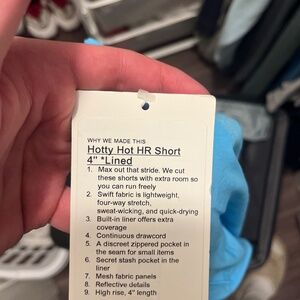 WHY WE MADE THIS
Hotty Hot HR Short
4" *Lined
1. Max out that stride. We cut
these shorts with extra room so
you can run freely
2. Swift fabric is lightweight,
four-way stretch,
sweat-wicking, and quick-drying
3. Built-in liner offers extra
coverage
4. Continuous drawcord
5. A discreet zippered pocket in
the seam for small items
6. Secret stash pocket in the
liner
7. Mesh fabric panels
8. Reflective details
9. High rise, 4" length